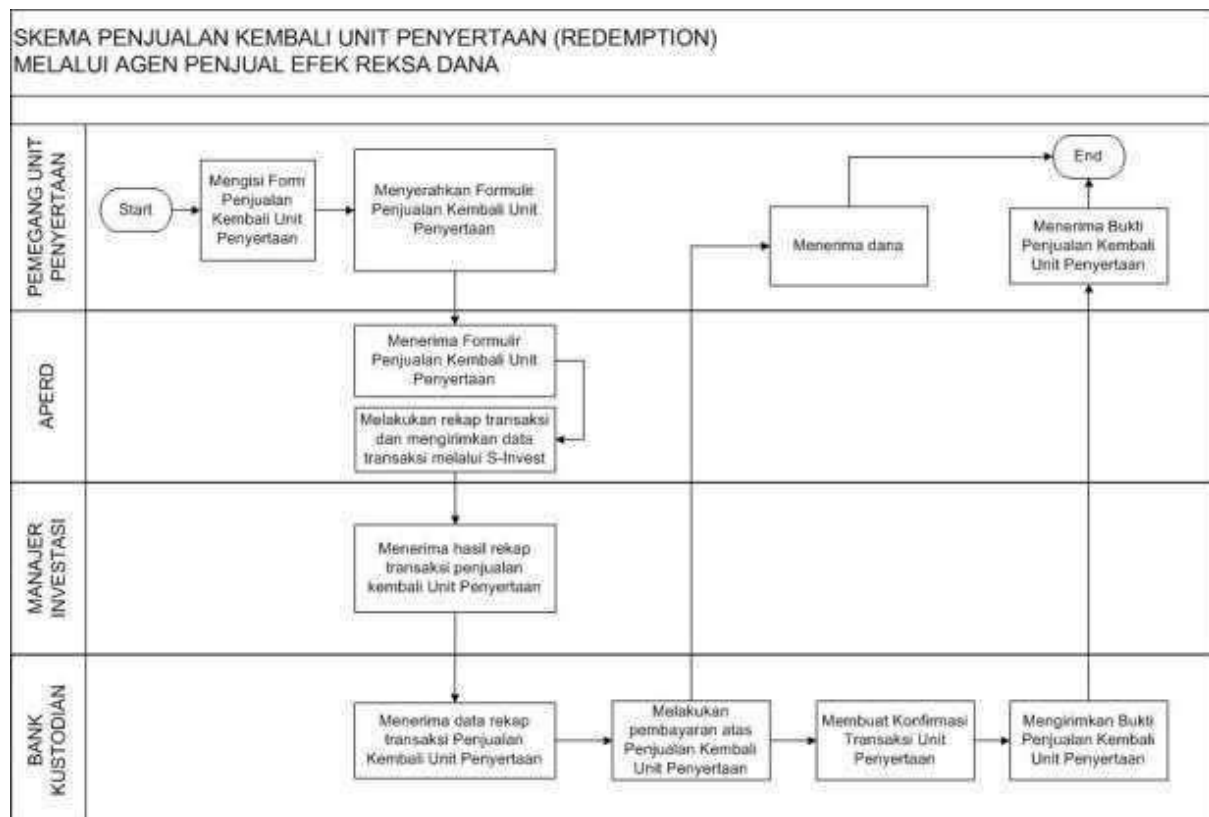 SKEMA PENJUALAN KEMBALI UNIT PENYERTAAN (REDEMPTION)
MELALUI AGEN PENJUAL EFEK REKSA DANA
PEMEGANG UNIT
PENYERTAAN
Start
Mengisi Form
Penjualan
Kembali Unit
Penyertaan
Menyerahkan Formulir
Penjualan Kembali Unit
Penyertaan
Menerima dana
End
Menerima Bukti
Penjualan Kembali
Unit Penyertaan
APERD
Menerima Formulir
Penjualan Kembali Unit
Penyertaan
Melakukan rekap transaksi
dan mengirimkan data
transaksi melalui S-Invest
MANAJER
INVESTASI
Menerima hasil rekap
transaksi penjualan
kembali Unit Penyertaan
BANK
KUSTODIAN
Menerima data rekap
transaksi Penjualan
Kembali Unit Penyertaan
Melakukan
pembayaran atas
Penjualan Kembali
Unit Penyertaan
Membuat Konfirmasi
Transaksi Unit
Penyertaan
Mengirimkan Bukti
Penjualan Kembali
Unit Penyertaan